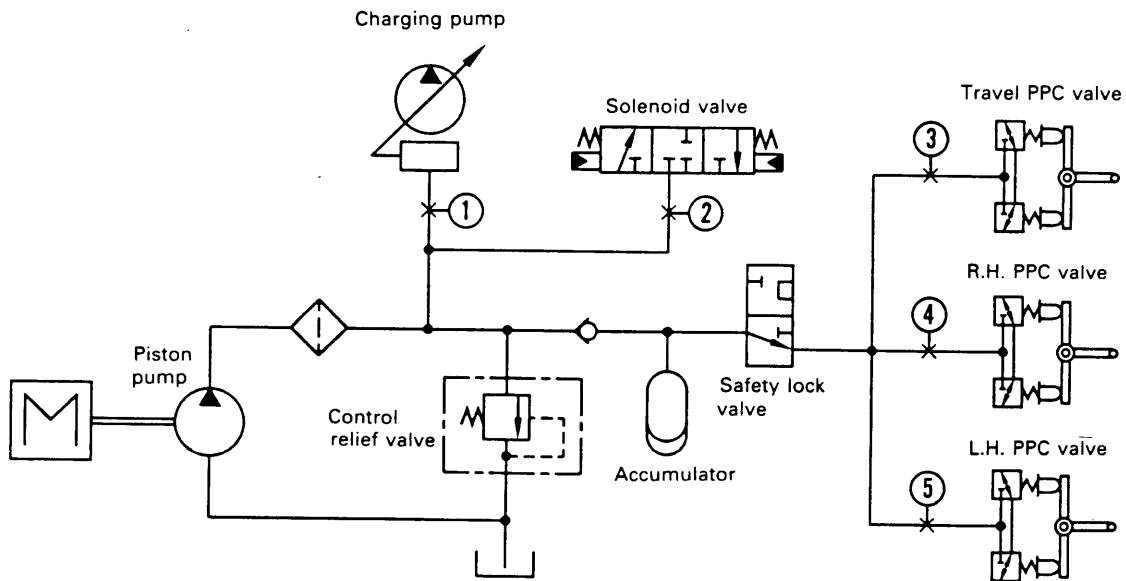 Charging pump
Solenoid valve
Travel PPC valve
3
1
2
R.H. PPC valve
4
Piston
pump
Safety lock
valve
Control
relief valve
M
Accumulator
L.H. PPC valve
5